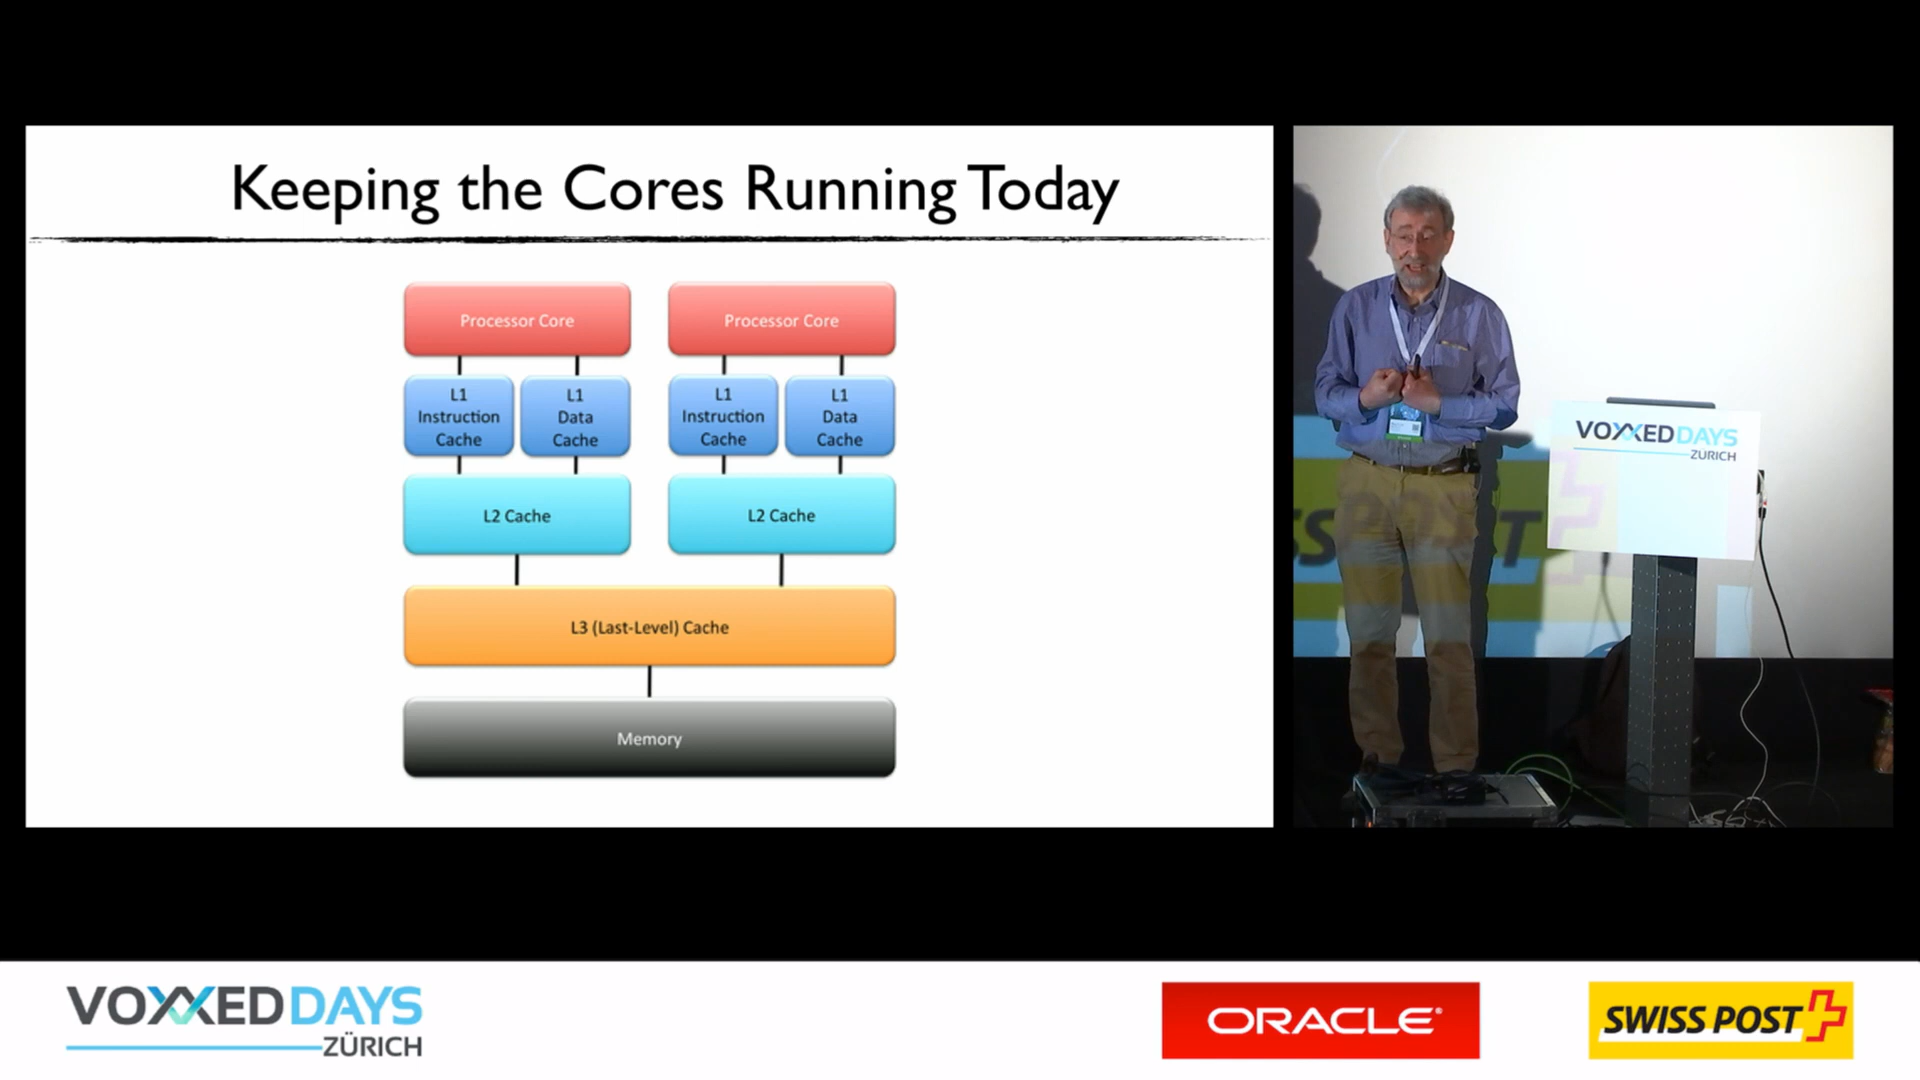 Keeping the Cores Running Today
Processor Core
Processor Core
L1
Instruction
Cache
L1
Data
Cache
L1
Instruction
Cache
L1
Data
Cache
L2 Cache
L2 Cache
L3 (Last-Level) Cache
Memory
VOXXED DAYS
ZÜRICH
VOXXED DAYS
ZÜRICH
ORACLE®
SWISS POST